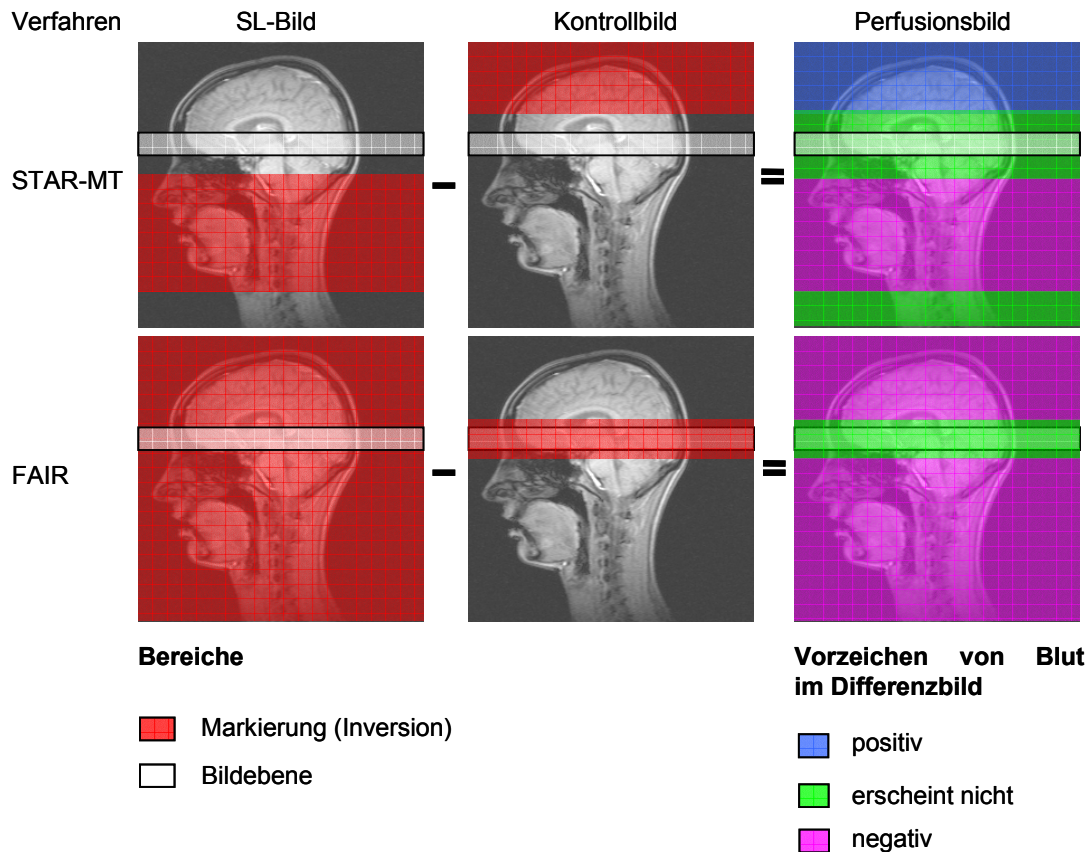 Verfahren SL-Bild Kontrollbild Perfusionsbild
STAR-MT
- =
FAIR
- =
Bereiche
Markierung (Inversion)
Bildebene
Vorzeichen von Blut
im Differenzbild
positiv
erscheint nicht
negativ